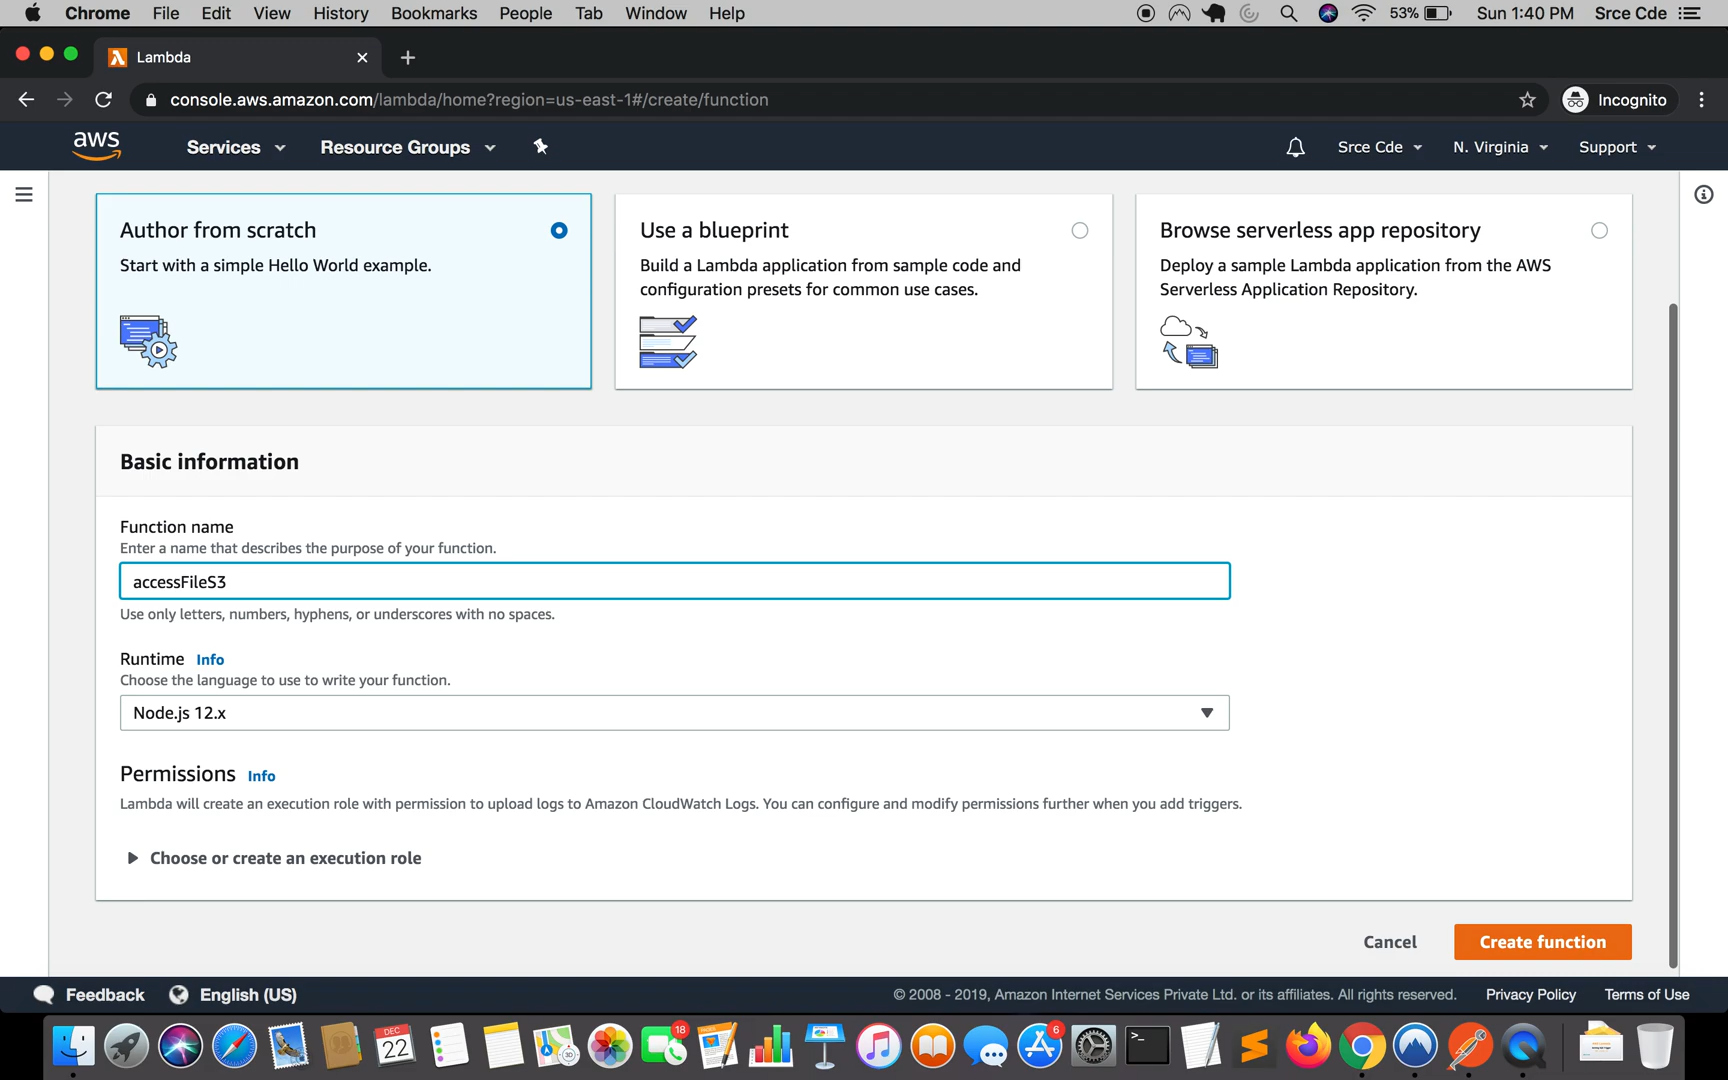 Chrome File Edit View History Bookmarks People Tab Window Help 53% Sun 1:40 PM Srce Cde
Lambda
console.aws.amazon.com/lambda/home?region=us-east-1#/create/function Incognito
aws Services Resource Groups Srce Cde N. Virginia Support
Author from scratch
Start with a simple Hello World example.
Use a blueprint
Build a Lambda application from sample code and
configuration presets for common use cases.
Browse serverless app repository
Deploy a sample Lambda application from the AWS
Serverless Application Repository.
Basic information
Function name
Enter a name that describes the purpose of your function.
accessFileS3
Use only letters, numbers, hyphens, or underscores with no spaces.
Runtime Info
Choose the language to use to write your function.
Node.js 12.x
Permissions Info
Lambda will create an execution role with permission to upload logs to Amazon CloudWatch Logs. You can configure and modify permissions further when you add triggers.
Choose or create an execution role
Cancel Create function
Feedback English (US) © 2008 - 2019, Amazon Internet Services Private Ltd. or its affiliates. All rights reserved. Privacy Policy Terms of Use
DEC
22
18
PAGES
3D
6